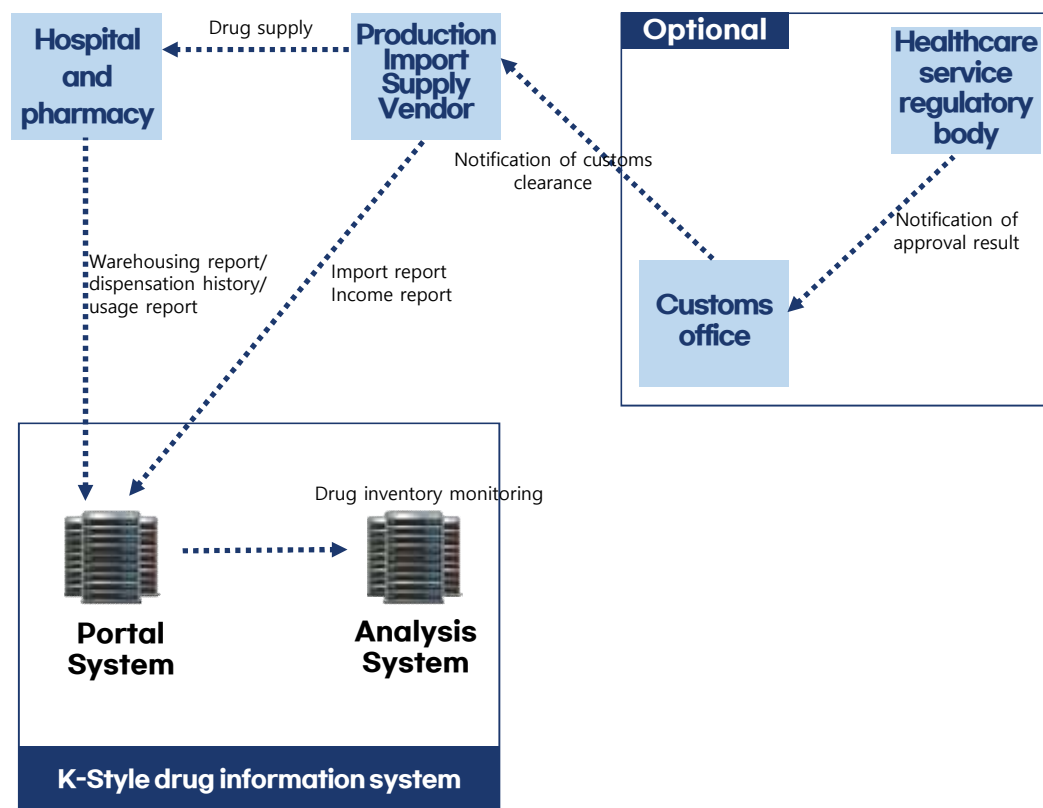 Hospital
and
pharmacy
Drug supply
Production
Import
Supply
Vendor
Optional
Healthcare
service
regulatory
body
Notification of customs
clearance
Notification of
approval result
Warehousing report/
dispensation history/
usage report
Import report
Income report
Customs
office
Drug inventory monitoring
Portal
System
Analysis
System
K-Style drug information system